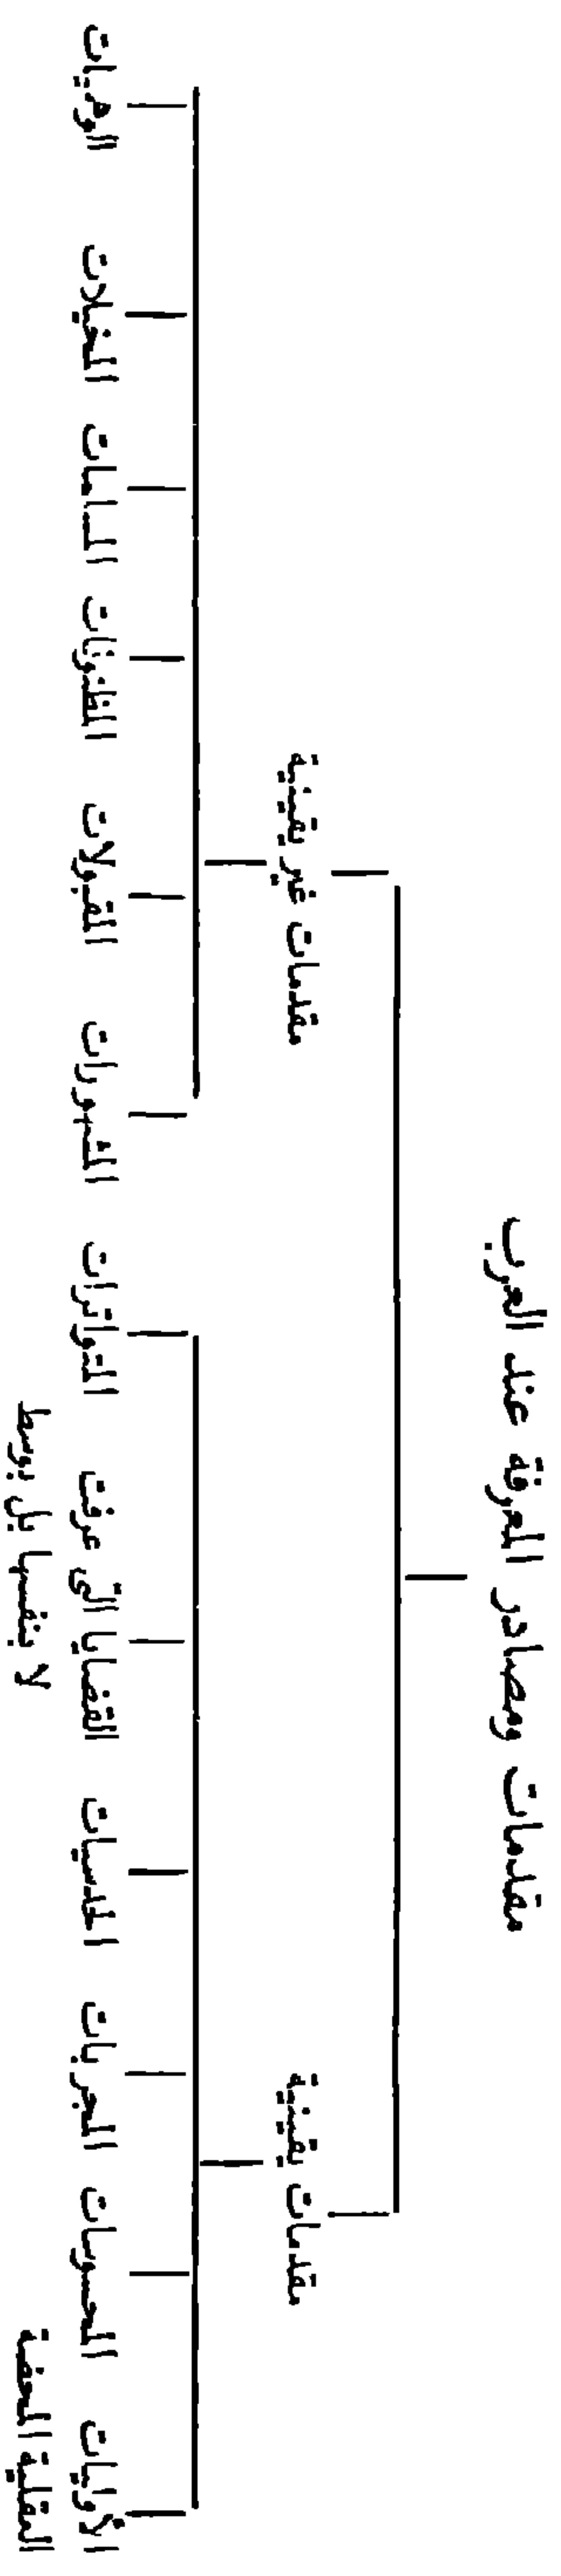 مقدمات ومصادر المعرفة عند العرب
مقدمات يقينية
مقدمات غير يقينية
الأوليات
العقلية المحضة
المحسوسات
المجربات
الحدسيات
القضايا التى عرفت
لا بنفسها بل بوسط
المتواترات
المشهورات
المقبولات
المظنونات
المسلمات
المخيلات
الوهميات